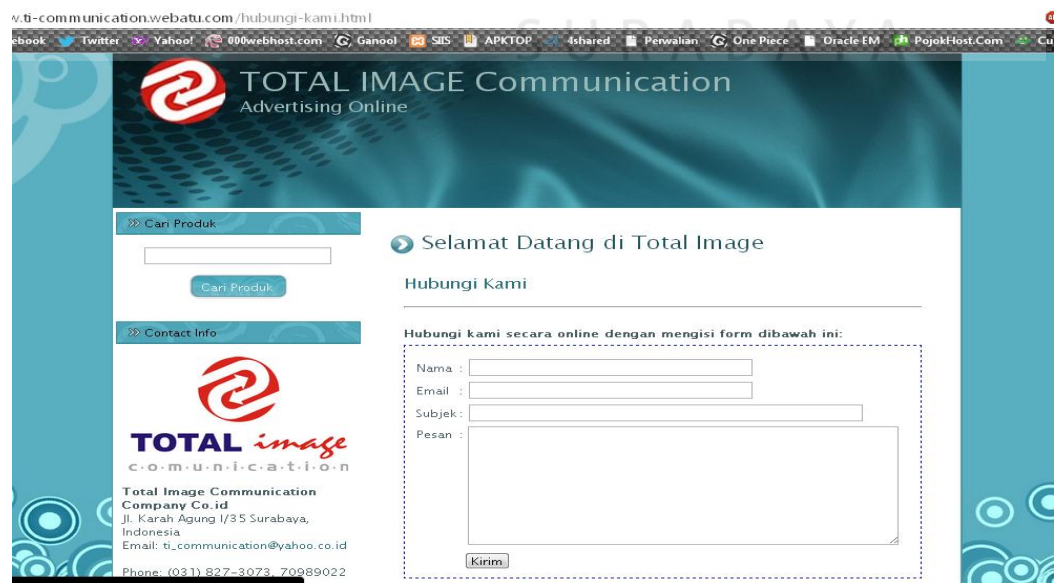 w.ti-communication.webatu.com/hubungi-kami.html
SURABAYA
ebook Twitter Yahoo! 000webhost.com Ganool SIIS APKTOP 4shared Perwalian One Piece Oracle EM PojokHost.Com Cu
TOTAL IMAGE Communication
Advertising Online
Cari Produk
Cari Produk
Contact Info
TOTAL image
c·o·m·u·n·i·c·a·t·i·o·n
Total Image Communication
Company Co.id
Jl. Karah Agung I/35 Surabaya,
Indonesia
Email: ti_communication@yahoo.co.id
Phone: (031) 827-3073, 70989022
Selamat Datang di Total Image
Hubungi Kami
Hubungi kami secara online dengan mengisi form dibawah ini:
Nama :
Email :
Subjek :
Pesan :
Kirim